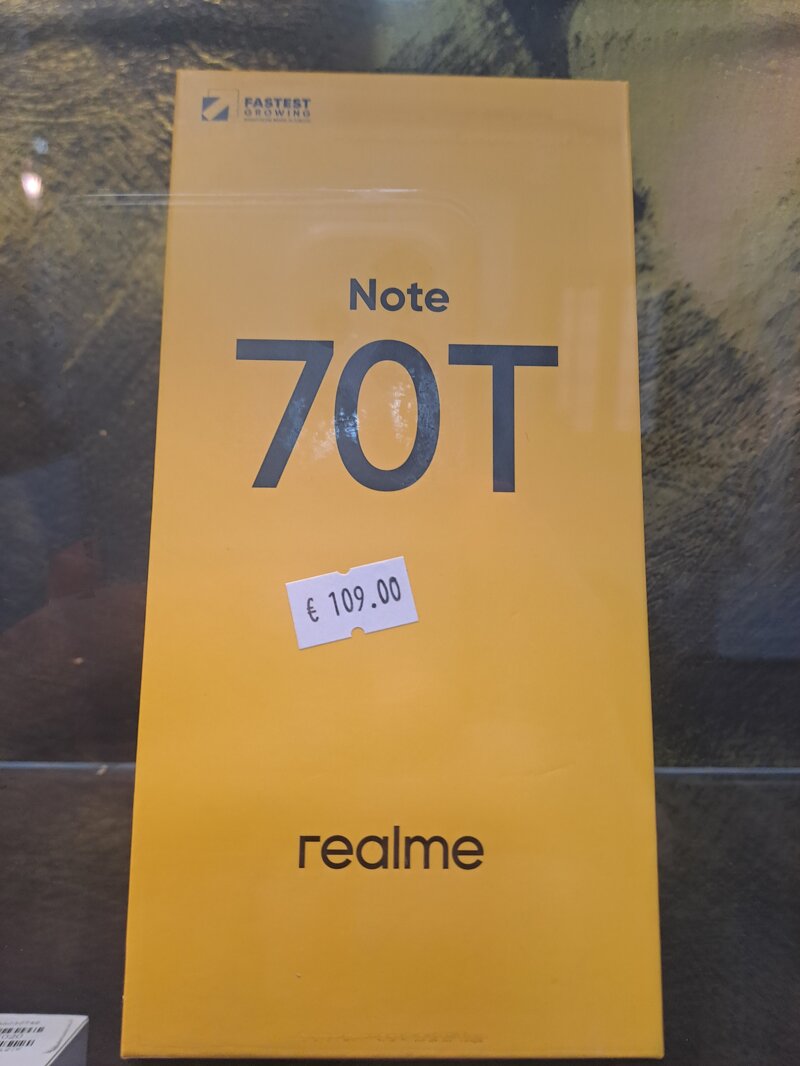 FASTEST
GROWING
Note
70T
€ 109.00
realme